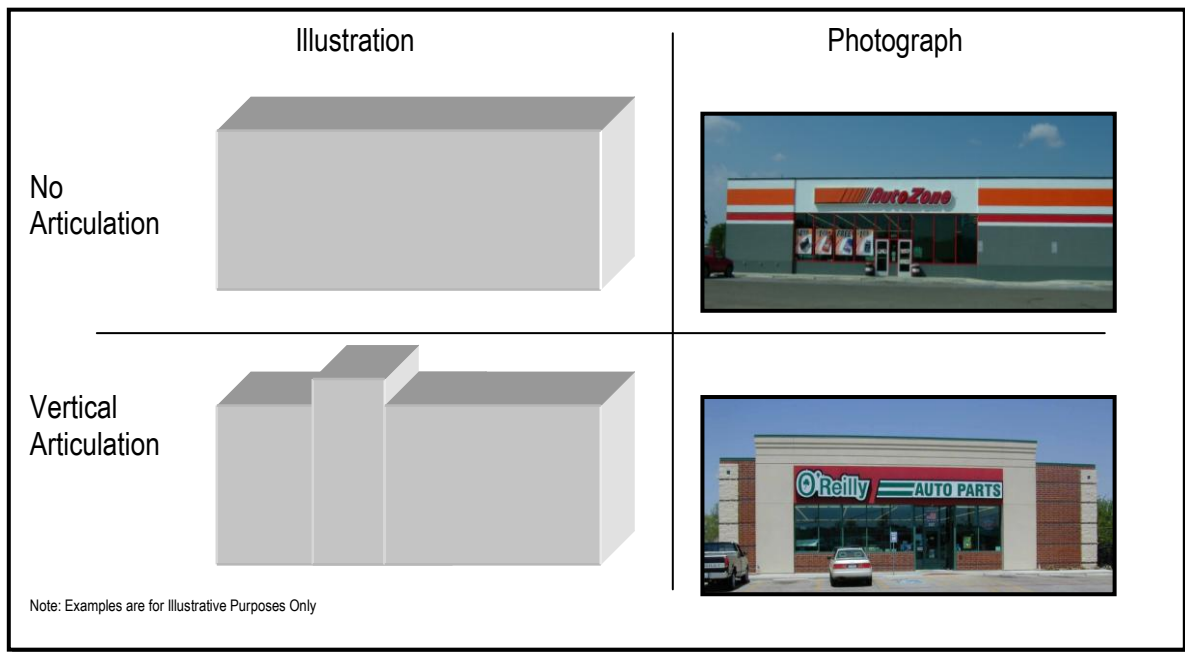 Illustration
Photograph
No
Articulation
AutoZone
Vertical
Articulation
O'Reilly AUTO PARTS
Note: Examples are for Illustrative Purposes Only